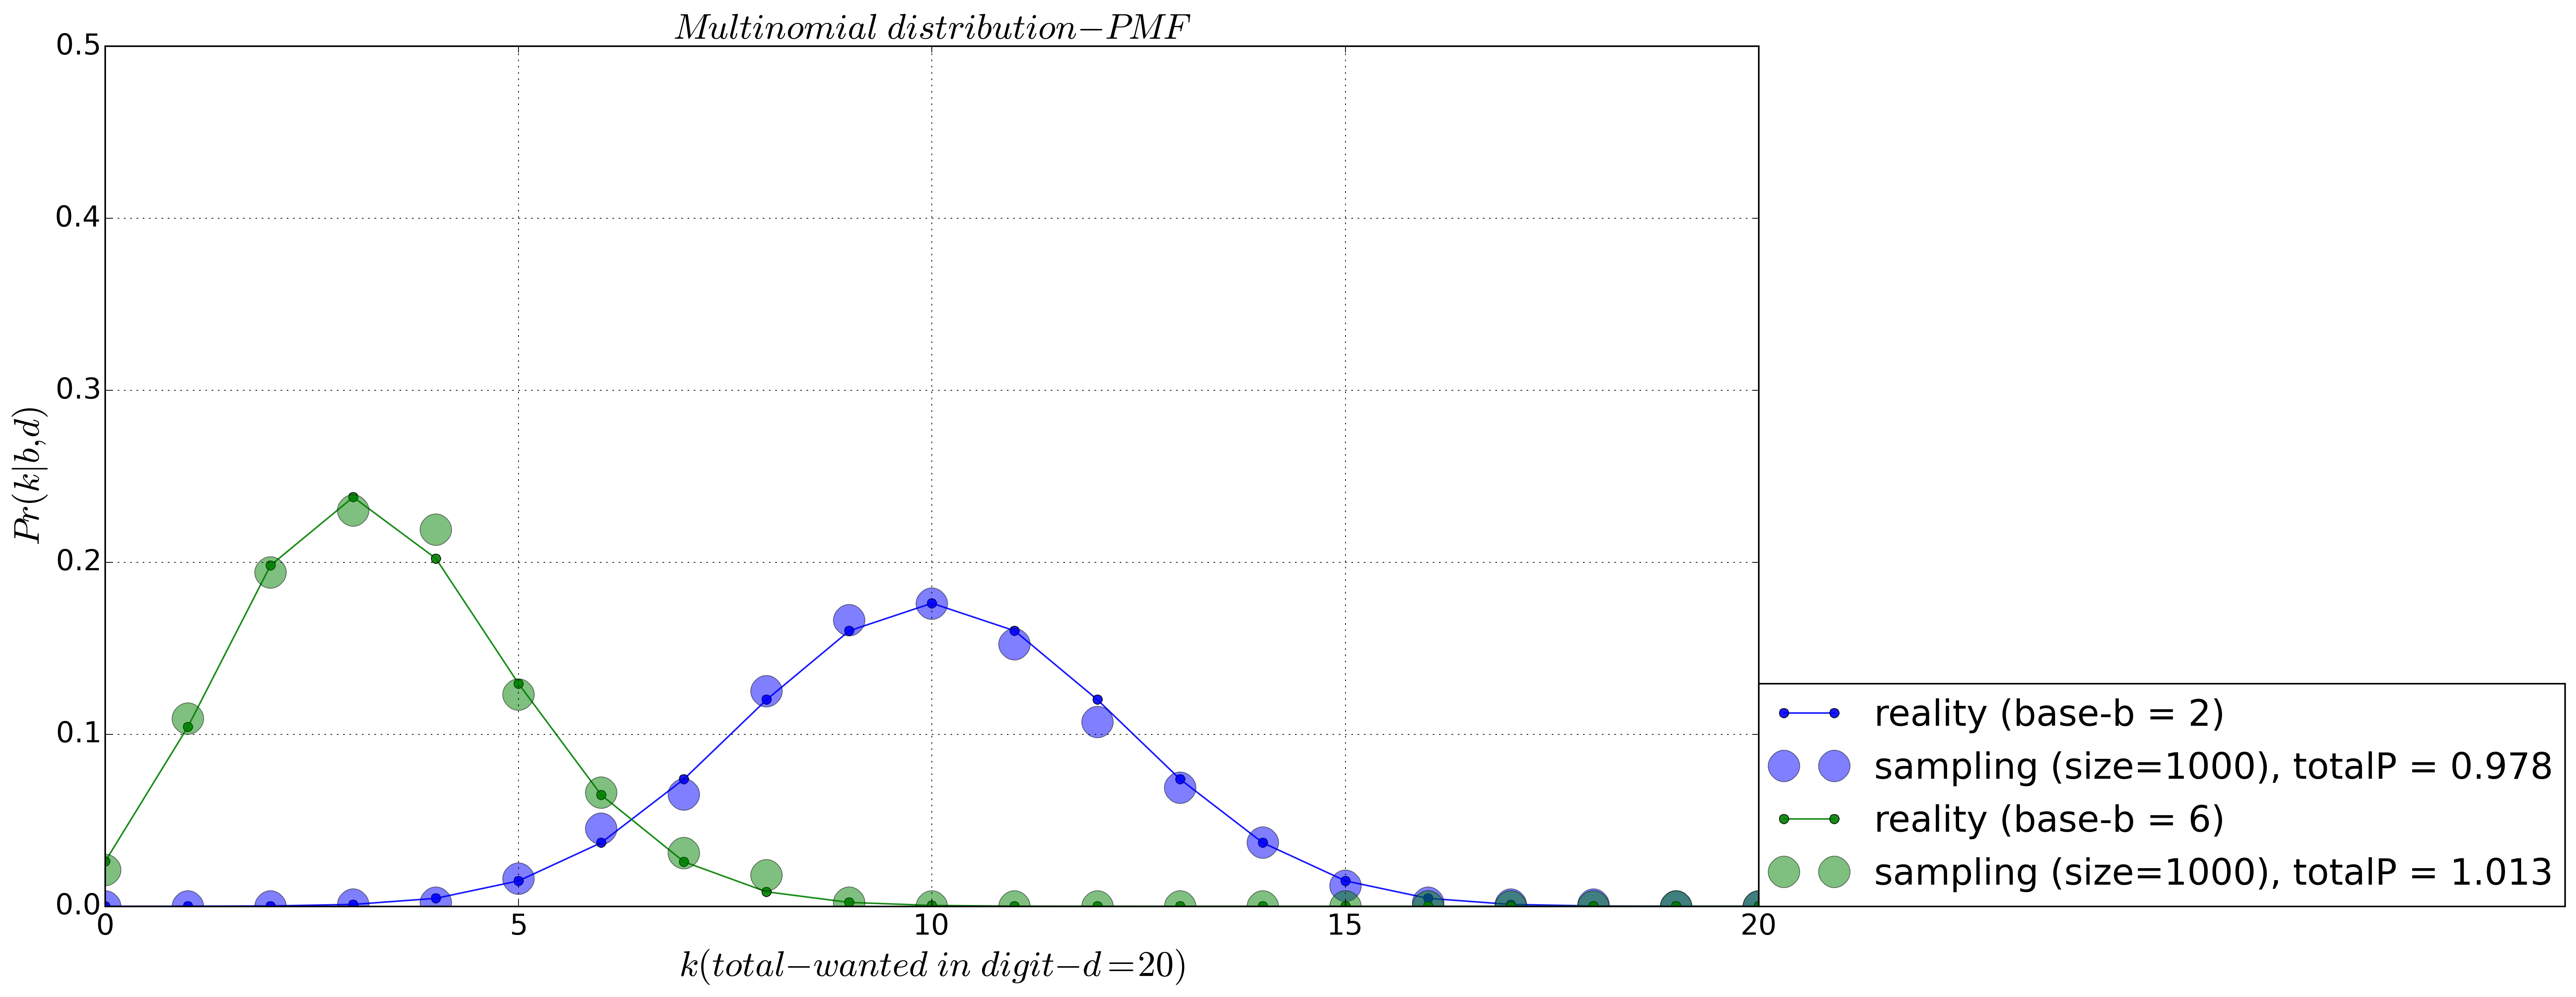 Multinomial distribution−PMF
0.5
0.4
0.3
0.2
0.1
0.0
Pr(k|b,d)
0 5 10 15 20
k(total−wanted in digit−d=20)
reality (base-b = 2)
sampling (size=1000), totalP = 0.978
reality (base-b = 6)
sampling (size=1000), totalP = 1.013